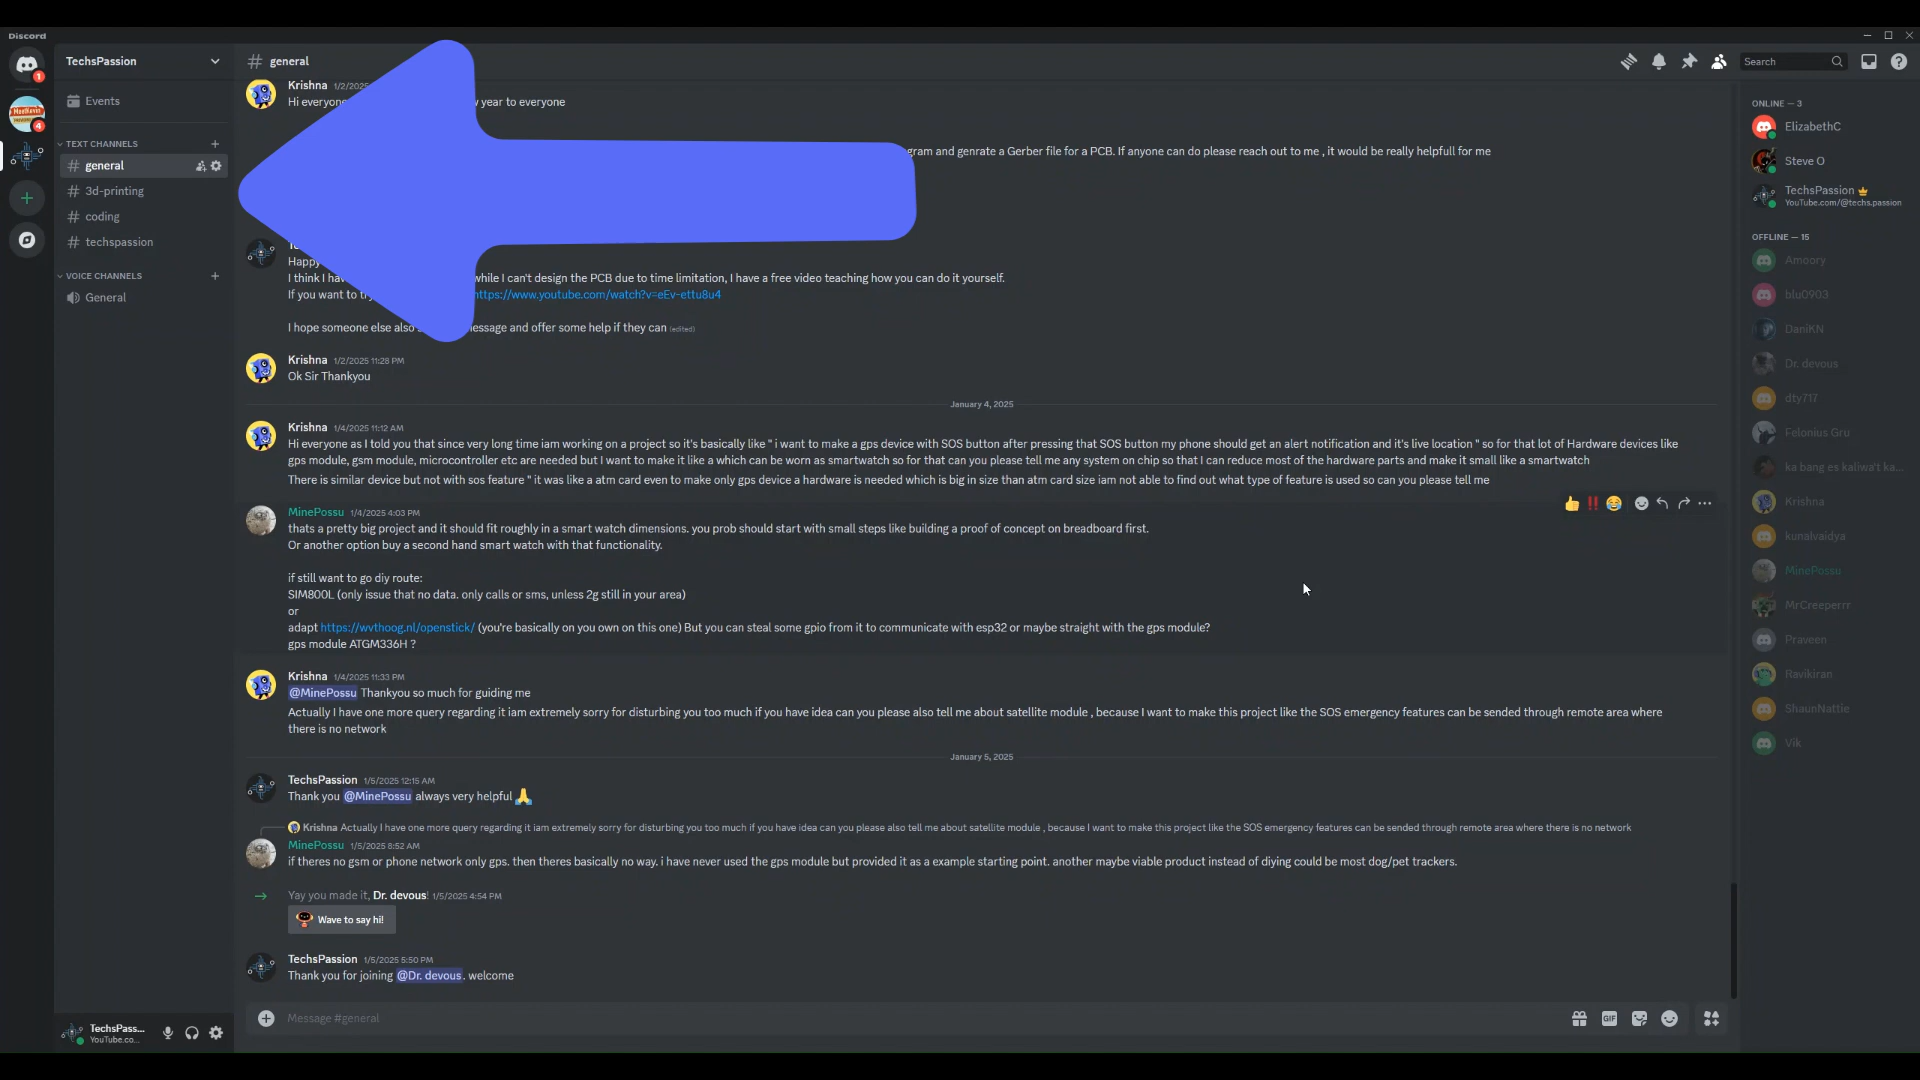 Discord
TechsPassion
# general
Search
1
4
Events
TEXT CHANNELS
# general
# 3d-printing
# coding
# techspassion
VOICE CHANNELS
General
Krishna 1/2/2025
Hi everyone year to everyone
and genrate a Gerber file for a PCB. If anyone can do please reach out to me , it would be really helpfull for me
Happy
I think I while I can't design the PCB due to time limitation, I have a free video teaching how you can do it yourself.
If you want to https://www.youtube.com/watch?v=eEv-ettu8u4
I hope someone else also and offer some help if they can (edited)
Krishna 1/2/2025 11:28 PM
Ok Sir Thankyou
January 4, 2025
Krishna 1/4/2025 11:12 AM
Hi everyone as I told you that since very long time iam working on a project so it's basically like " i want to make a gps device with SOS button after pressing that SOS button my phone should get an alert notification and it's live location " so for that lot of Hardware devices like
gps module, gsm module, microcontroller etc are needed but I want to make it like a which can be worn as smartwatch so for that can you please tell me any system on chip so that I can reduce most of the hardware parts and make it small like a smartwatch
There is similar device but not with sos feature " it was like a atm card even to make only gps device a hardware is needed which is big in size than atm card size iam not able to find out what type of feature is used so can you please tell me
MinePossu 1/4/2025 4:03 PM
thats a pretty big project and it should fit roughly in a smart watch dimensions. you prob should start with small steps like building a proof of concept on breadboard first.
Or another option buy a second hand smart watch with that functionality.
if still want to go diy route:
SIM800L (only issue that no data. only calls or sms, unless 2g still in your area)
or
adapt https://wvthoog.nl/openstick/ (you're basically on you own on this one) But you can steal some gpio from it to communicate with esp32 or maybe straight with the gps module?
gps module ATGM336H ?
Krishna 1/4/2025 11:33 PM
@MinePossu Thankyou so much for guiding me
Actually I have one more query regarding it iam extremely sorry for disturbing you too much if you have idea can you please also tell me about satellite module , because I want to make this project like the SOS emergency features can be sended through remote area where
there is no network
January 5, 2025
TechsPassion 1/5/2025 12:15 AM
Thank you @MinePossu always very helpful 🙏
Krishna Actually I have one more query regarding it iam extremely sorry for disturbing you too much if you have idea can you please also tell me about satellite module , because I want to make this project like the SOS emergency features can be sended through remote area where there is no network
MinePossu 1/5/2025 8:52 AM
if theres no gsm or phone network only gps. then theres basically no way. i have never used the gps module but provided it as a example starting point. another maybe viable product instead of diying could be most dog/pet trackers.
Yay you made it, Dr. devous! 1/5/2025 4:54 PM
Wave to say hi!
TechsPassion 1/5/2025 5:50 PM
Thank you for joining @Dr. devous. welcome
Message #general
GIF
TechsPass...
YouTube.co...
ONLINE — 3
ElizabethC
Steve O
TechsPassion
YouTube.com/@techs.passion
OFFLINE — 15
Amoory
blu0903
DaniKN
Dr. devous
dty717
Felonius Gru
ka bang es kaliwa't ka...
Krishna
kunalvaidya
MinePossu
MrCreeperrr
Praveen
Ravikiran
ShaunNattie
Vik